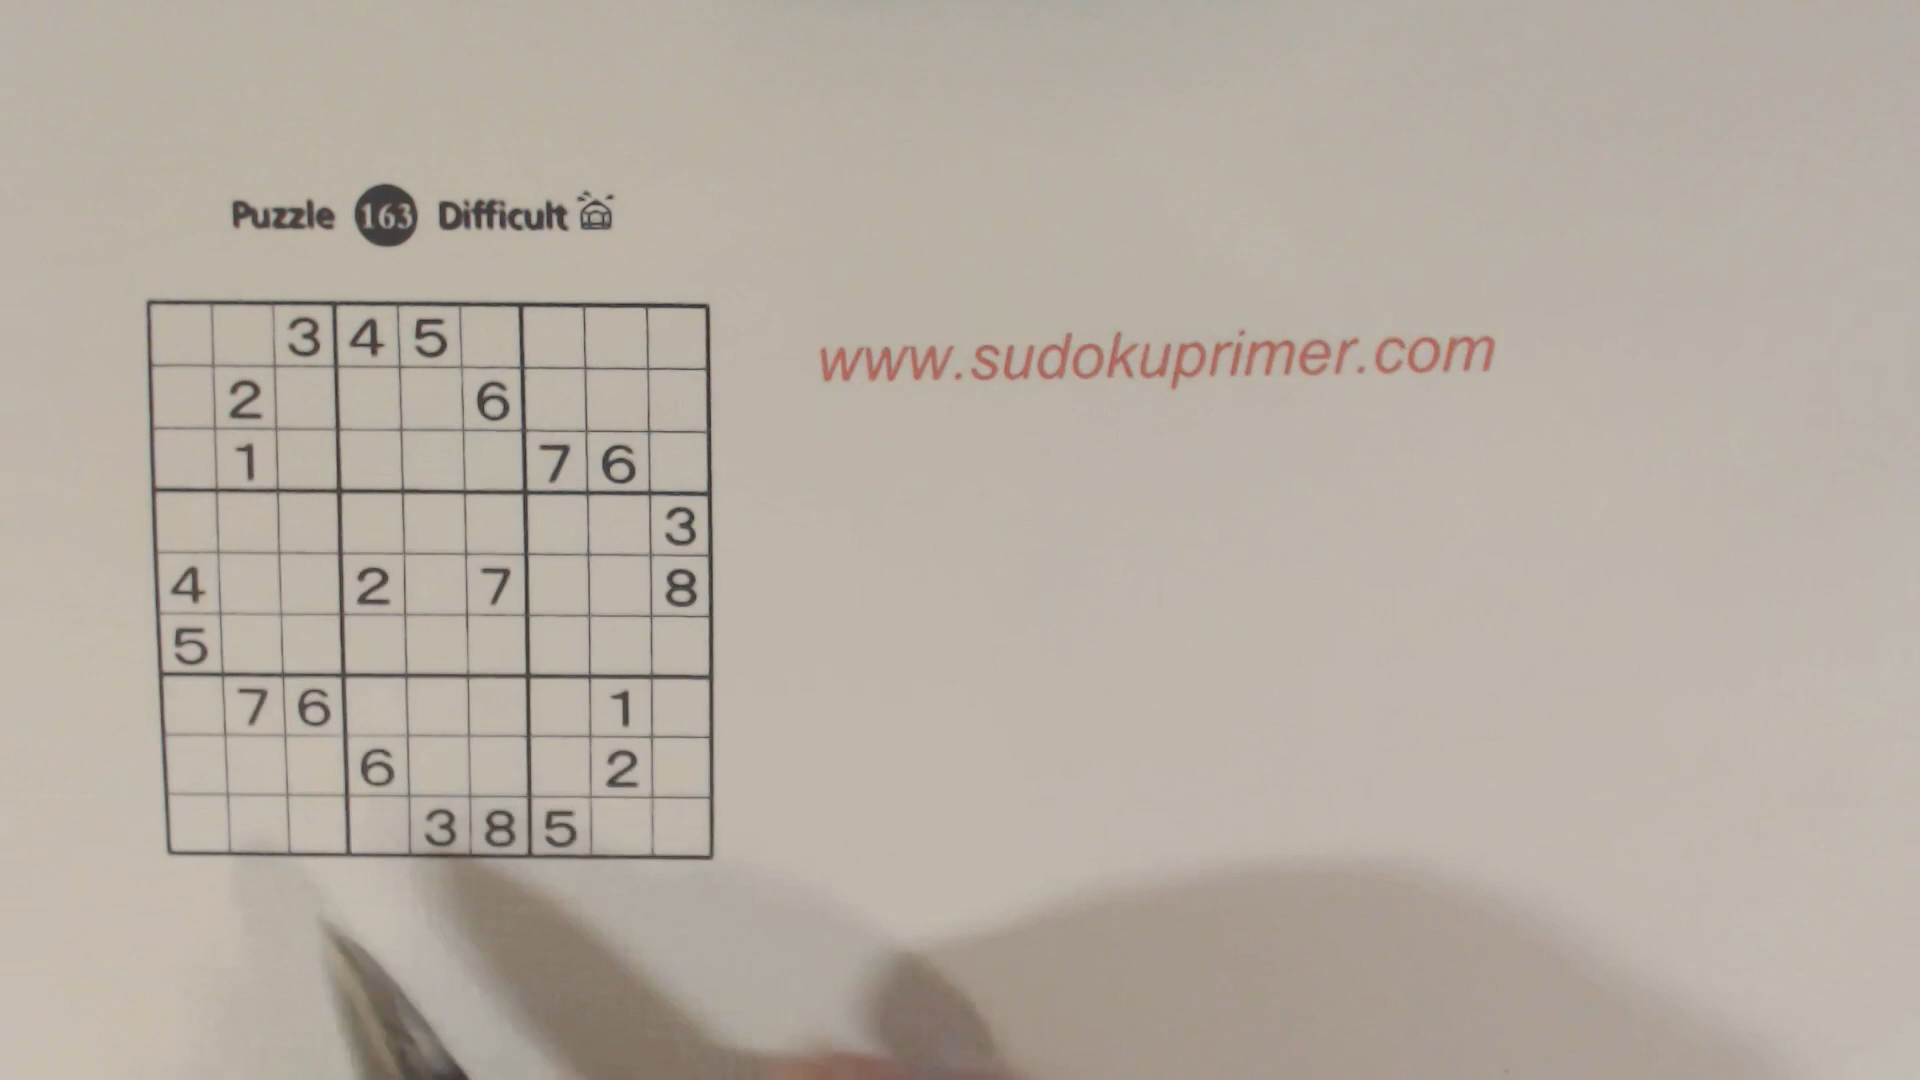 Puzzle 163 Difficult
www.sudokuprimer.com
3 4 5
2 6
1 7 6
3
4 2 7 8
5
7 6 1
6 2
3 8 5